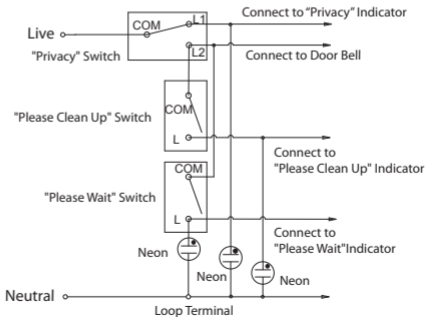 Connect to "Privacy" Indicator
COM
L1
Live
L2
Connect to Door Bell
"Privacy" Switch
COM
"Please Clean Up" Switch
L
Connect to
"Please Clean Up" Indicator
COM
"Please Wait" Switch
L
Connect to
"Please Wait"Indicator
Neon
Neon
Neon
Neutral
Loop Terminal